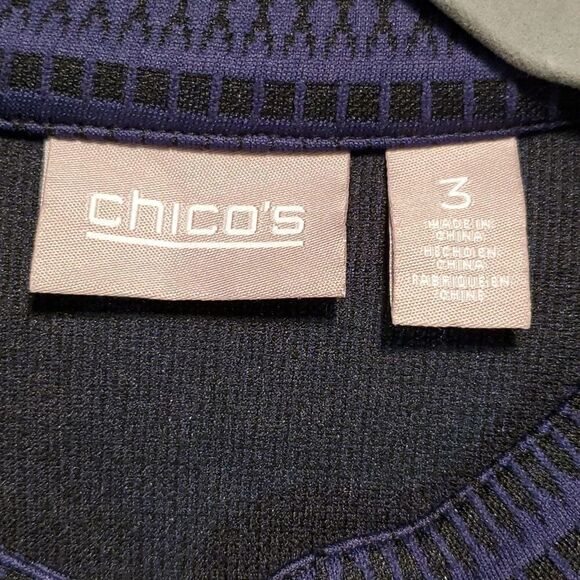 chico's
3
MADE IN
CHINA
HECHO EN
CHINA
FABRIQUE EN
CHINE